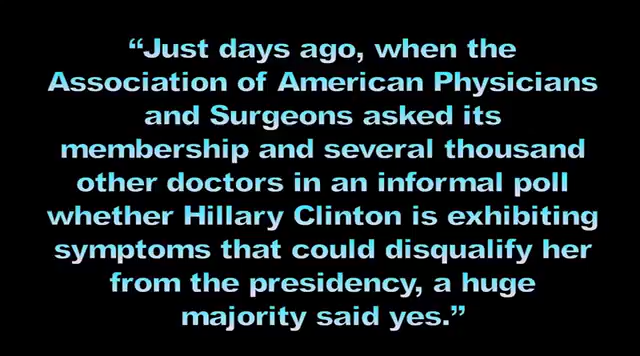 “Just days ago, when the
Association of American Physicians
and Surgeons asked its
membership and several thousand
other doctors in an informal poll
whether Hillary Clinton is exhibiting
symptoms that could disqualify her
from the presidency, a huge
majority said yes.”